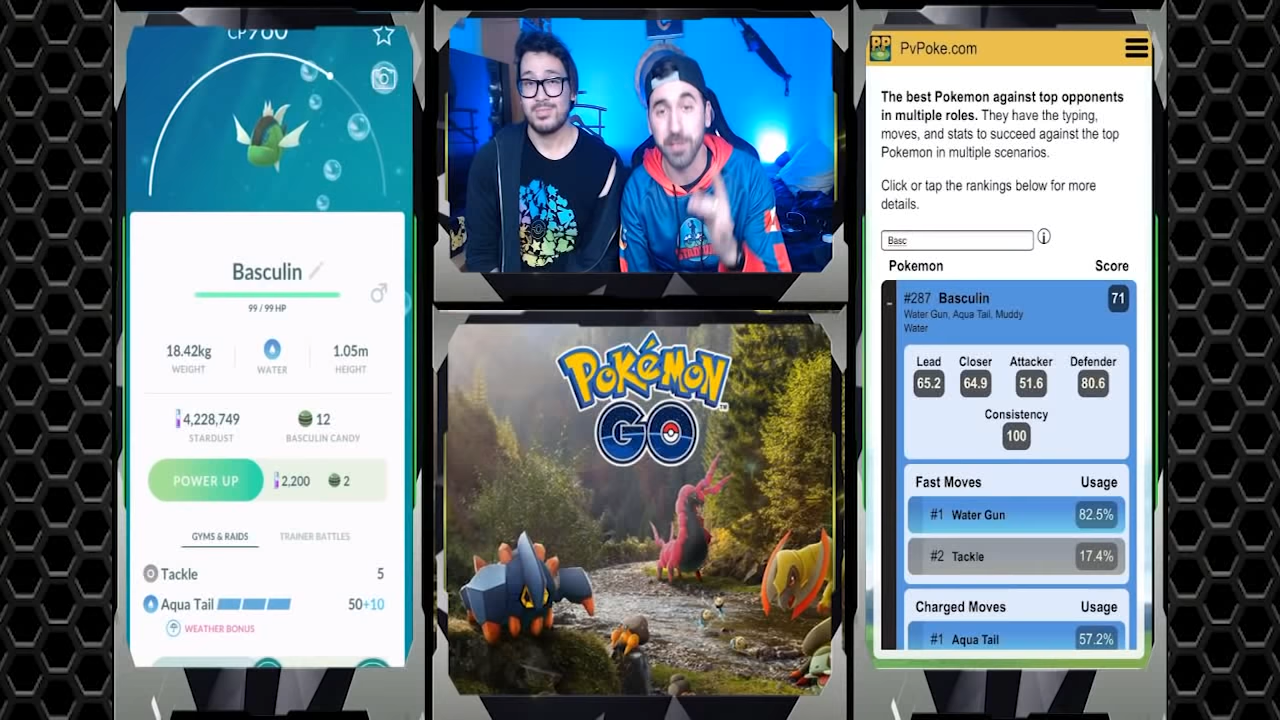 CP960
Basculin
99 / 99 HP
18.42kg
WEIGHT
WATER
1.05m
HEIGHT
4,228,749
STARDUST
12
BASCULIN CANDY
POWER UP
2,200
2
GYMS & RAIDS
TRAINER BATTLES
Tackle
5
Aqua Tail
50+10
WEATHER BONUS
POKÉMON
GO
PvPoke.com
The best Pokemon against top opponents
in multiple roles. They have the typing,
moves, and stats to succeed against the top
Pokemon in multiple scenarios.
Click or tap the rankings below for more
details.
Basc
Pokemon
Score
#287 Basculin
71
Water Gun, Aqua Tail, Muddy
Water
Lead
Closer
Attacker
Defender
65.2
64.9
51.6
80.6
Consistency
100
Fast Moves
Usage
#1 Water Gun
82.5%
#2 Tackle
17.4%
Charged Moves
Usage
#1 Aqua Tail
57.2%